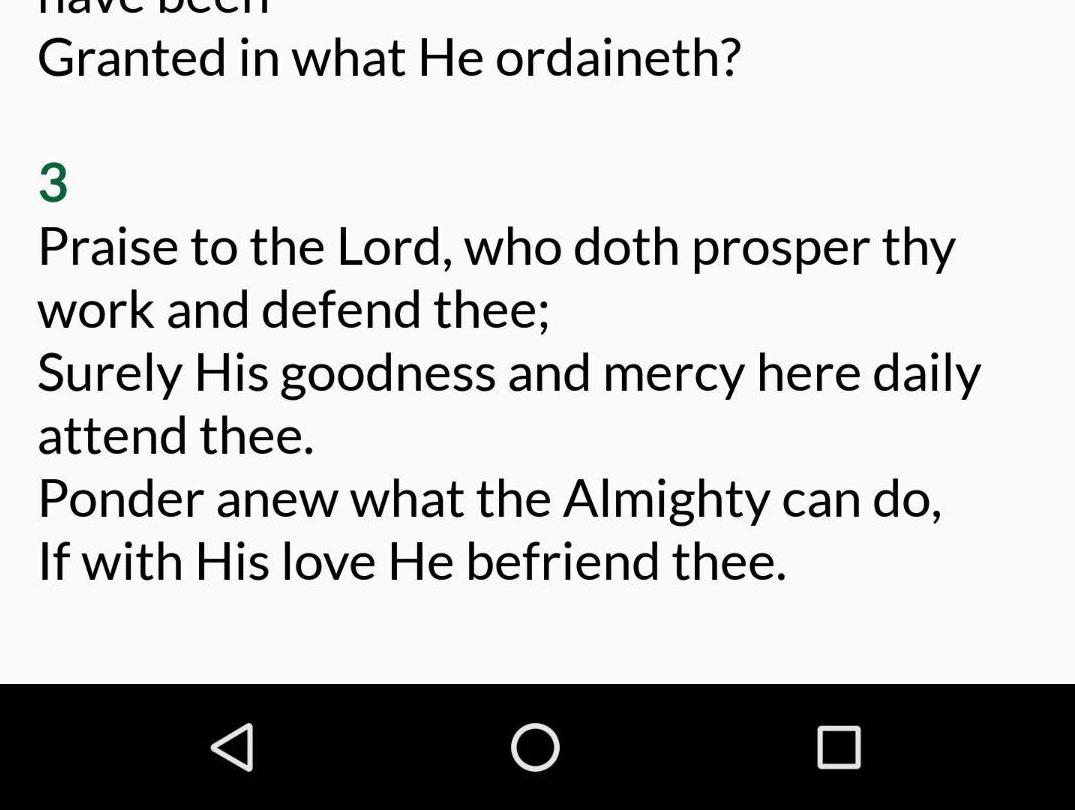 have been
Granted in what He ordaineth?
3
Praise to the Lord, who doth prosper thy
work and defend thee;
Surely His goodness and mercy here daily
attend thee.
Ponder anew what the Almighty can do,
If with His love He befriend thee.